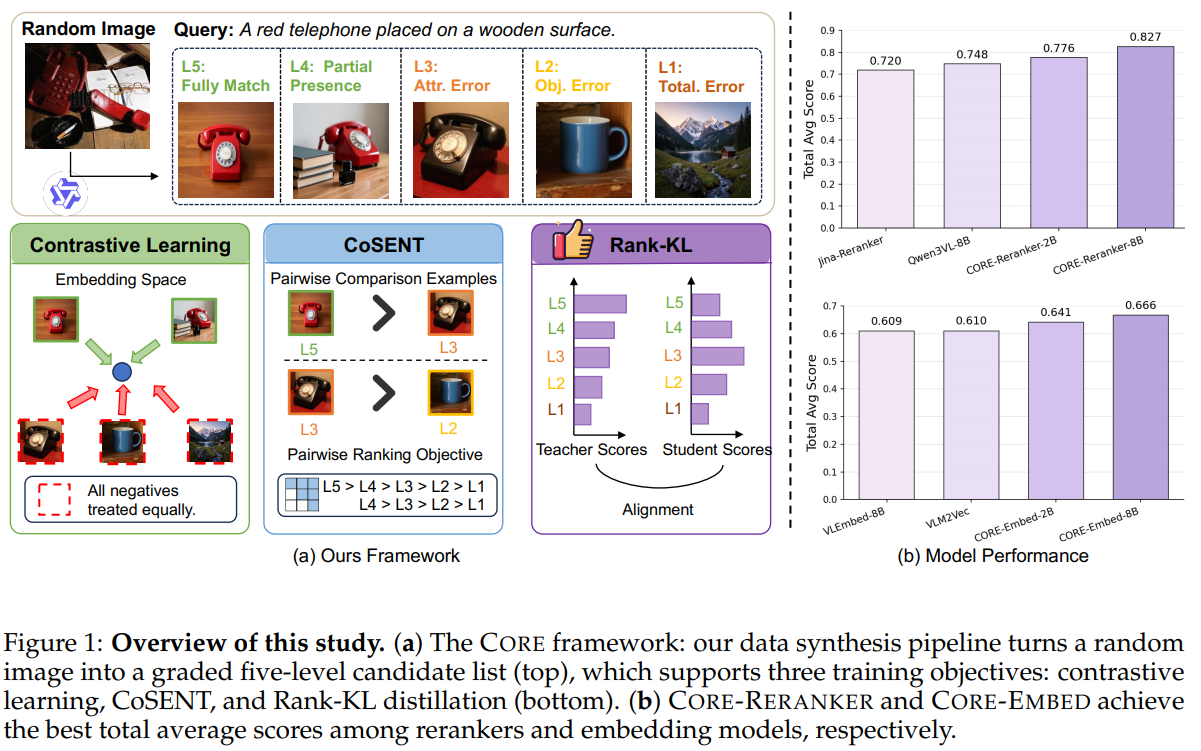 Random Image
Query: A red telephone placed on a wooden surface.
L5:
Fully Match
L4: Partial
Presence
L3:
Attr. Error
L2:
Obj. Error
L1:
Total. Error
Contrastive Learning
Embedding Space
All negatives
treated equally.
CoSENT
Pairwise Comparison Examples
L5
L3
L3
L2
Pairwise Ranking Objective
L5 > L4 > L3 > L2 > L1
L4 > L3 > L2 > L1
Rank-KL
L5
L4
L3
L2
L1
Teacher Scores
L5
L4
L3
L2
L1
Student Scores
Alignment
(a) Ours Framework
Total Avg Score
0.9
0.8
0.7
0.6
0.5
0.4
0.3
0.2
0.1
0.0
0.720
0.748
0.776
0.827
Jina-Reranker
Qwen3VL-8B
CORE-Reranker-2B
CORE-Reranker-8B
Total Avg Score
0.7
0.6
0.5
0.4
0.3
0.2
0.1
0.0
0.609
0.610
0.641
0.666
VLEmbed-8B
VLM2Vec
CORE-Embed-2B
CORE-Embed-8B
(b) Model Performance
Figure 1: Overview of this study. (a) The CORE framework: our data synthesis pipeline turns a random
image into a graded five-level candidate list (top), which supports three training objectives: contrastive
learning, CoSENT, and Rank-KL distillation (bottom). (b) CORE-RERANKER and CORE-EMBED achieve
the best total average scores among rerankers and embedding models, respectively.